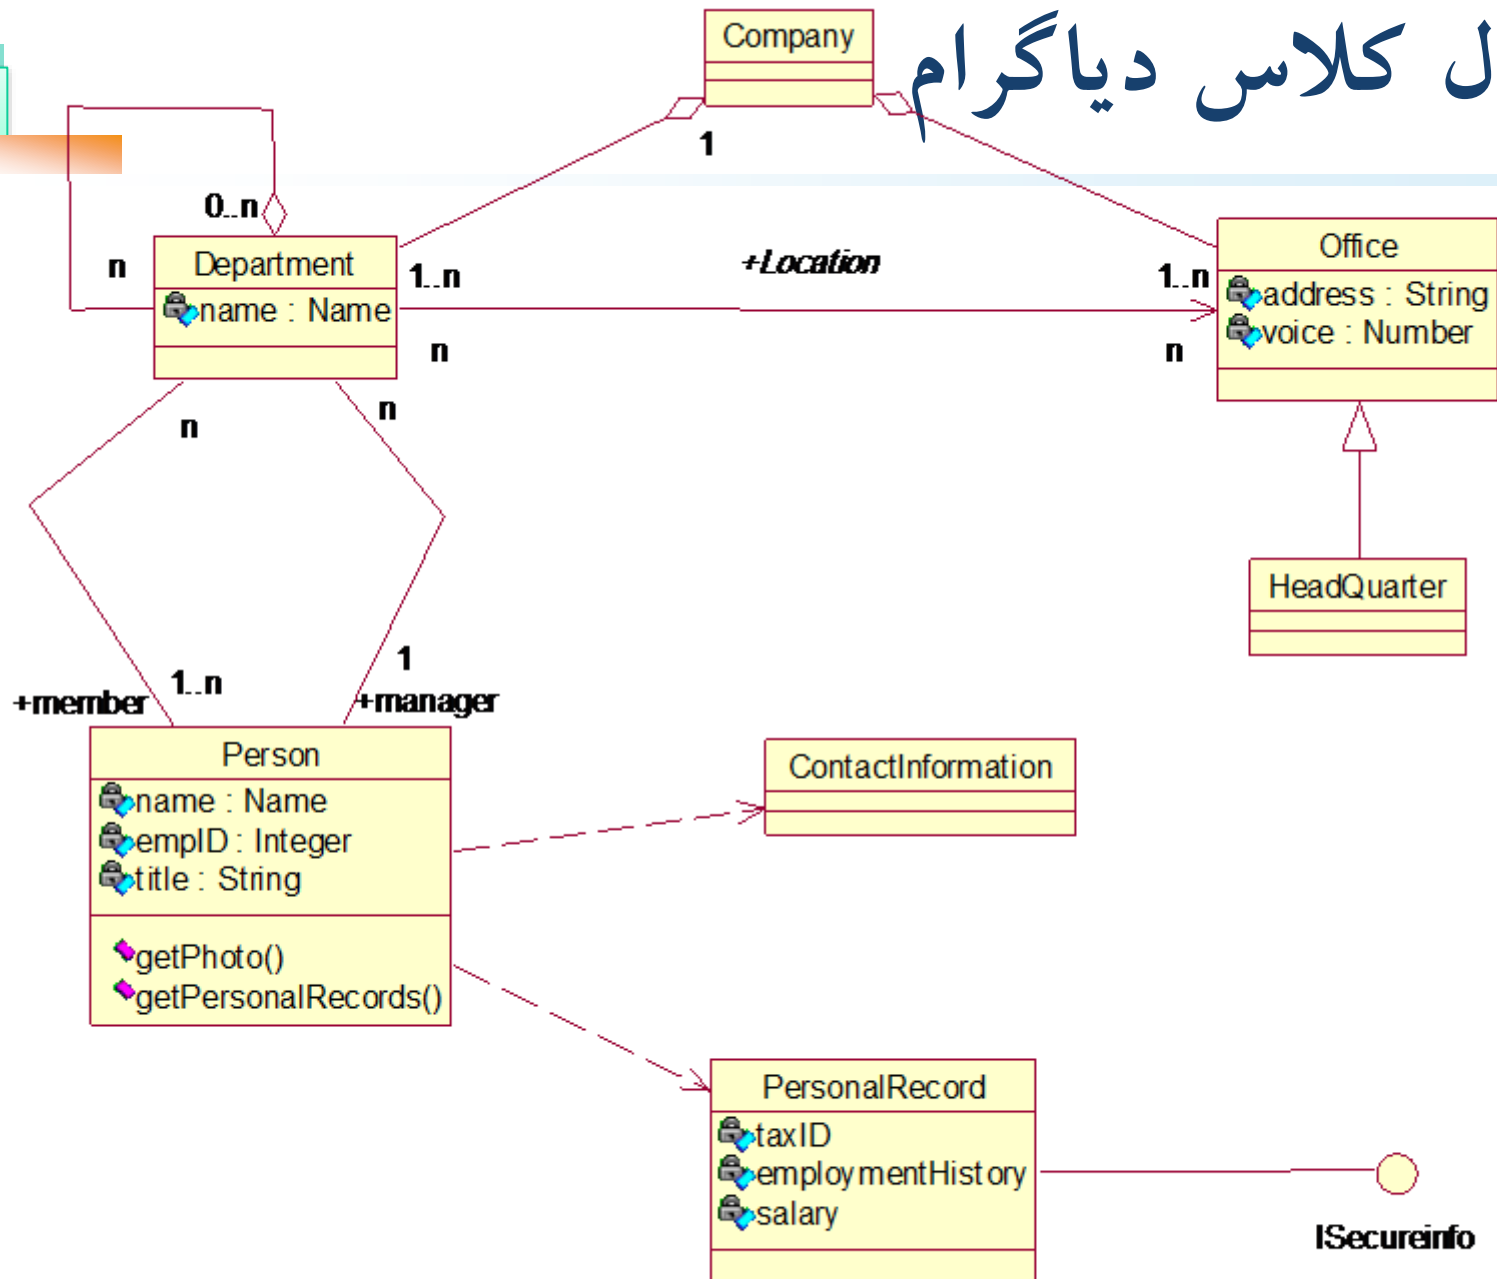 ل کلاس دیاگرام
Company
1
0..n
n
Department
name : Name
1..n
+Location
1..n
n
n
Office
address : String
voice : Number
n
n
HeadQuarter
1..n
+member
1
+manager
Person
name : Name
empID : Integer
title : String
getPhoto()
getPersonalRecords()
ContactInformation
PersonalRecord
taxID
employmentHistory
salary
ISecureinfo